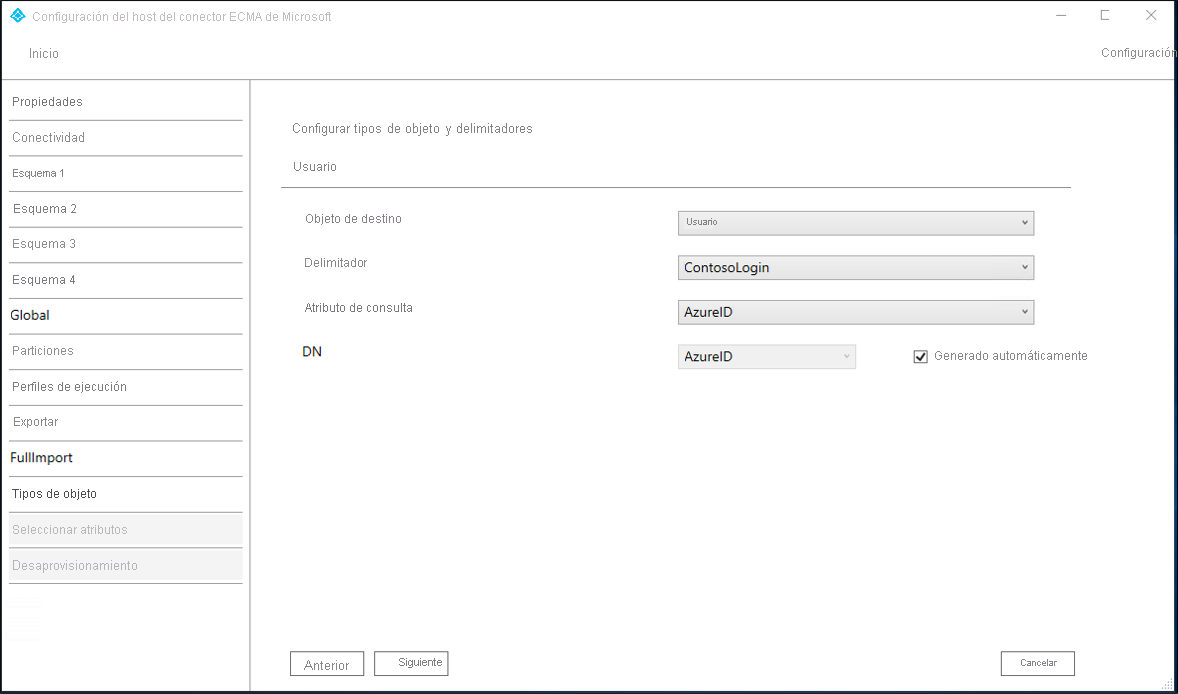 Configuración del host del conector ECMA de Microsoft
Inicio
Configuración
Propiedades
Conectividad
Esquema 1
Esquema 2
Esquema 3
Esquema 4
Global
Particiones
Perfiles de ejecución
Exportar
FullImport
Tipos de objeto
Seleccionar atributos
Desaprovisionamiento
Configurar tipos de objeto y delimitadores
Usuario
Objeto de destino Usuario
Delimitador ContosoLogin
Atributo de consulta AzureID
DN AzureID Generado automáticamente
Anterior Siguiente Cancelar